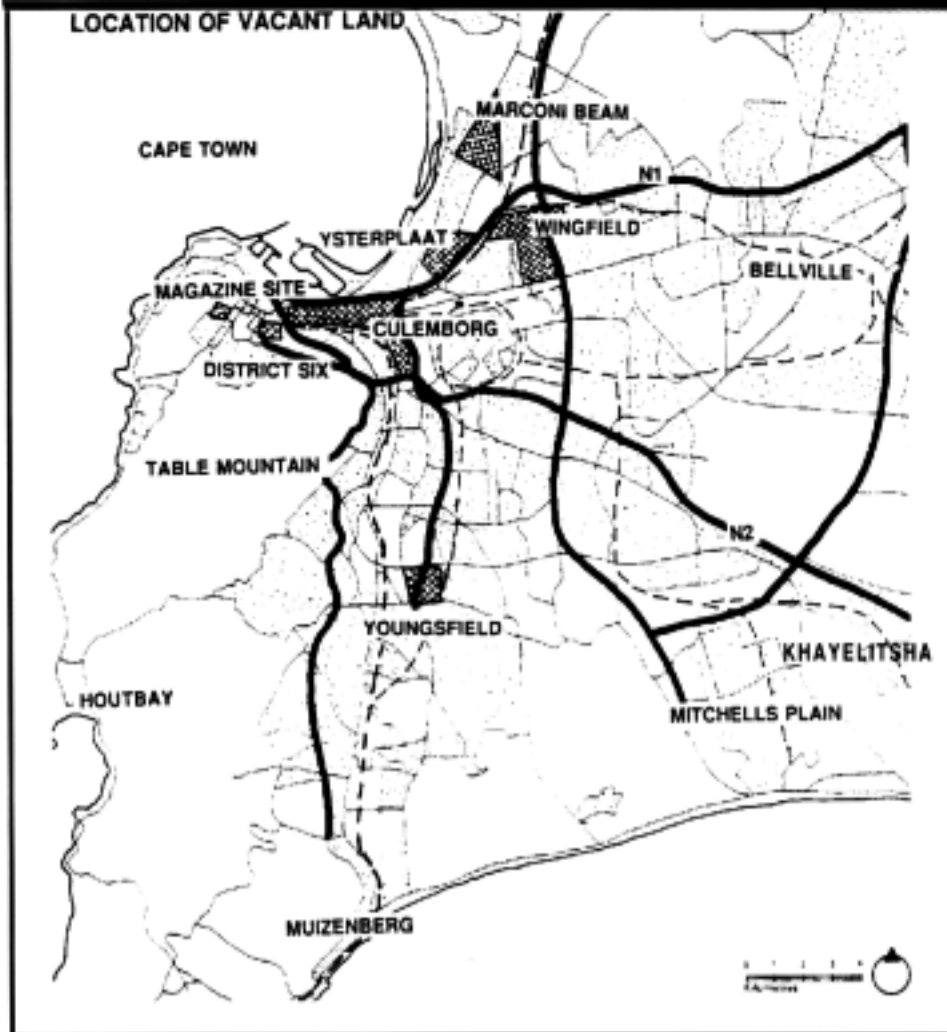 LOCATION OF VACANT LAND
MARCONI BEAM
CAPE TOWN
N1
YSTERPLAAT
WINGFIELD
BELLVILLE
MAGAZINE SITE
CULEMBORG
DISTRICT SIX
TABLE MOUNTAIN
N2
YOUNGSFIELD
KHAYELITSHA
HOUTBAY
MITCHELLS PLAIN
MUIZENBERG